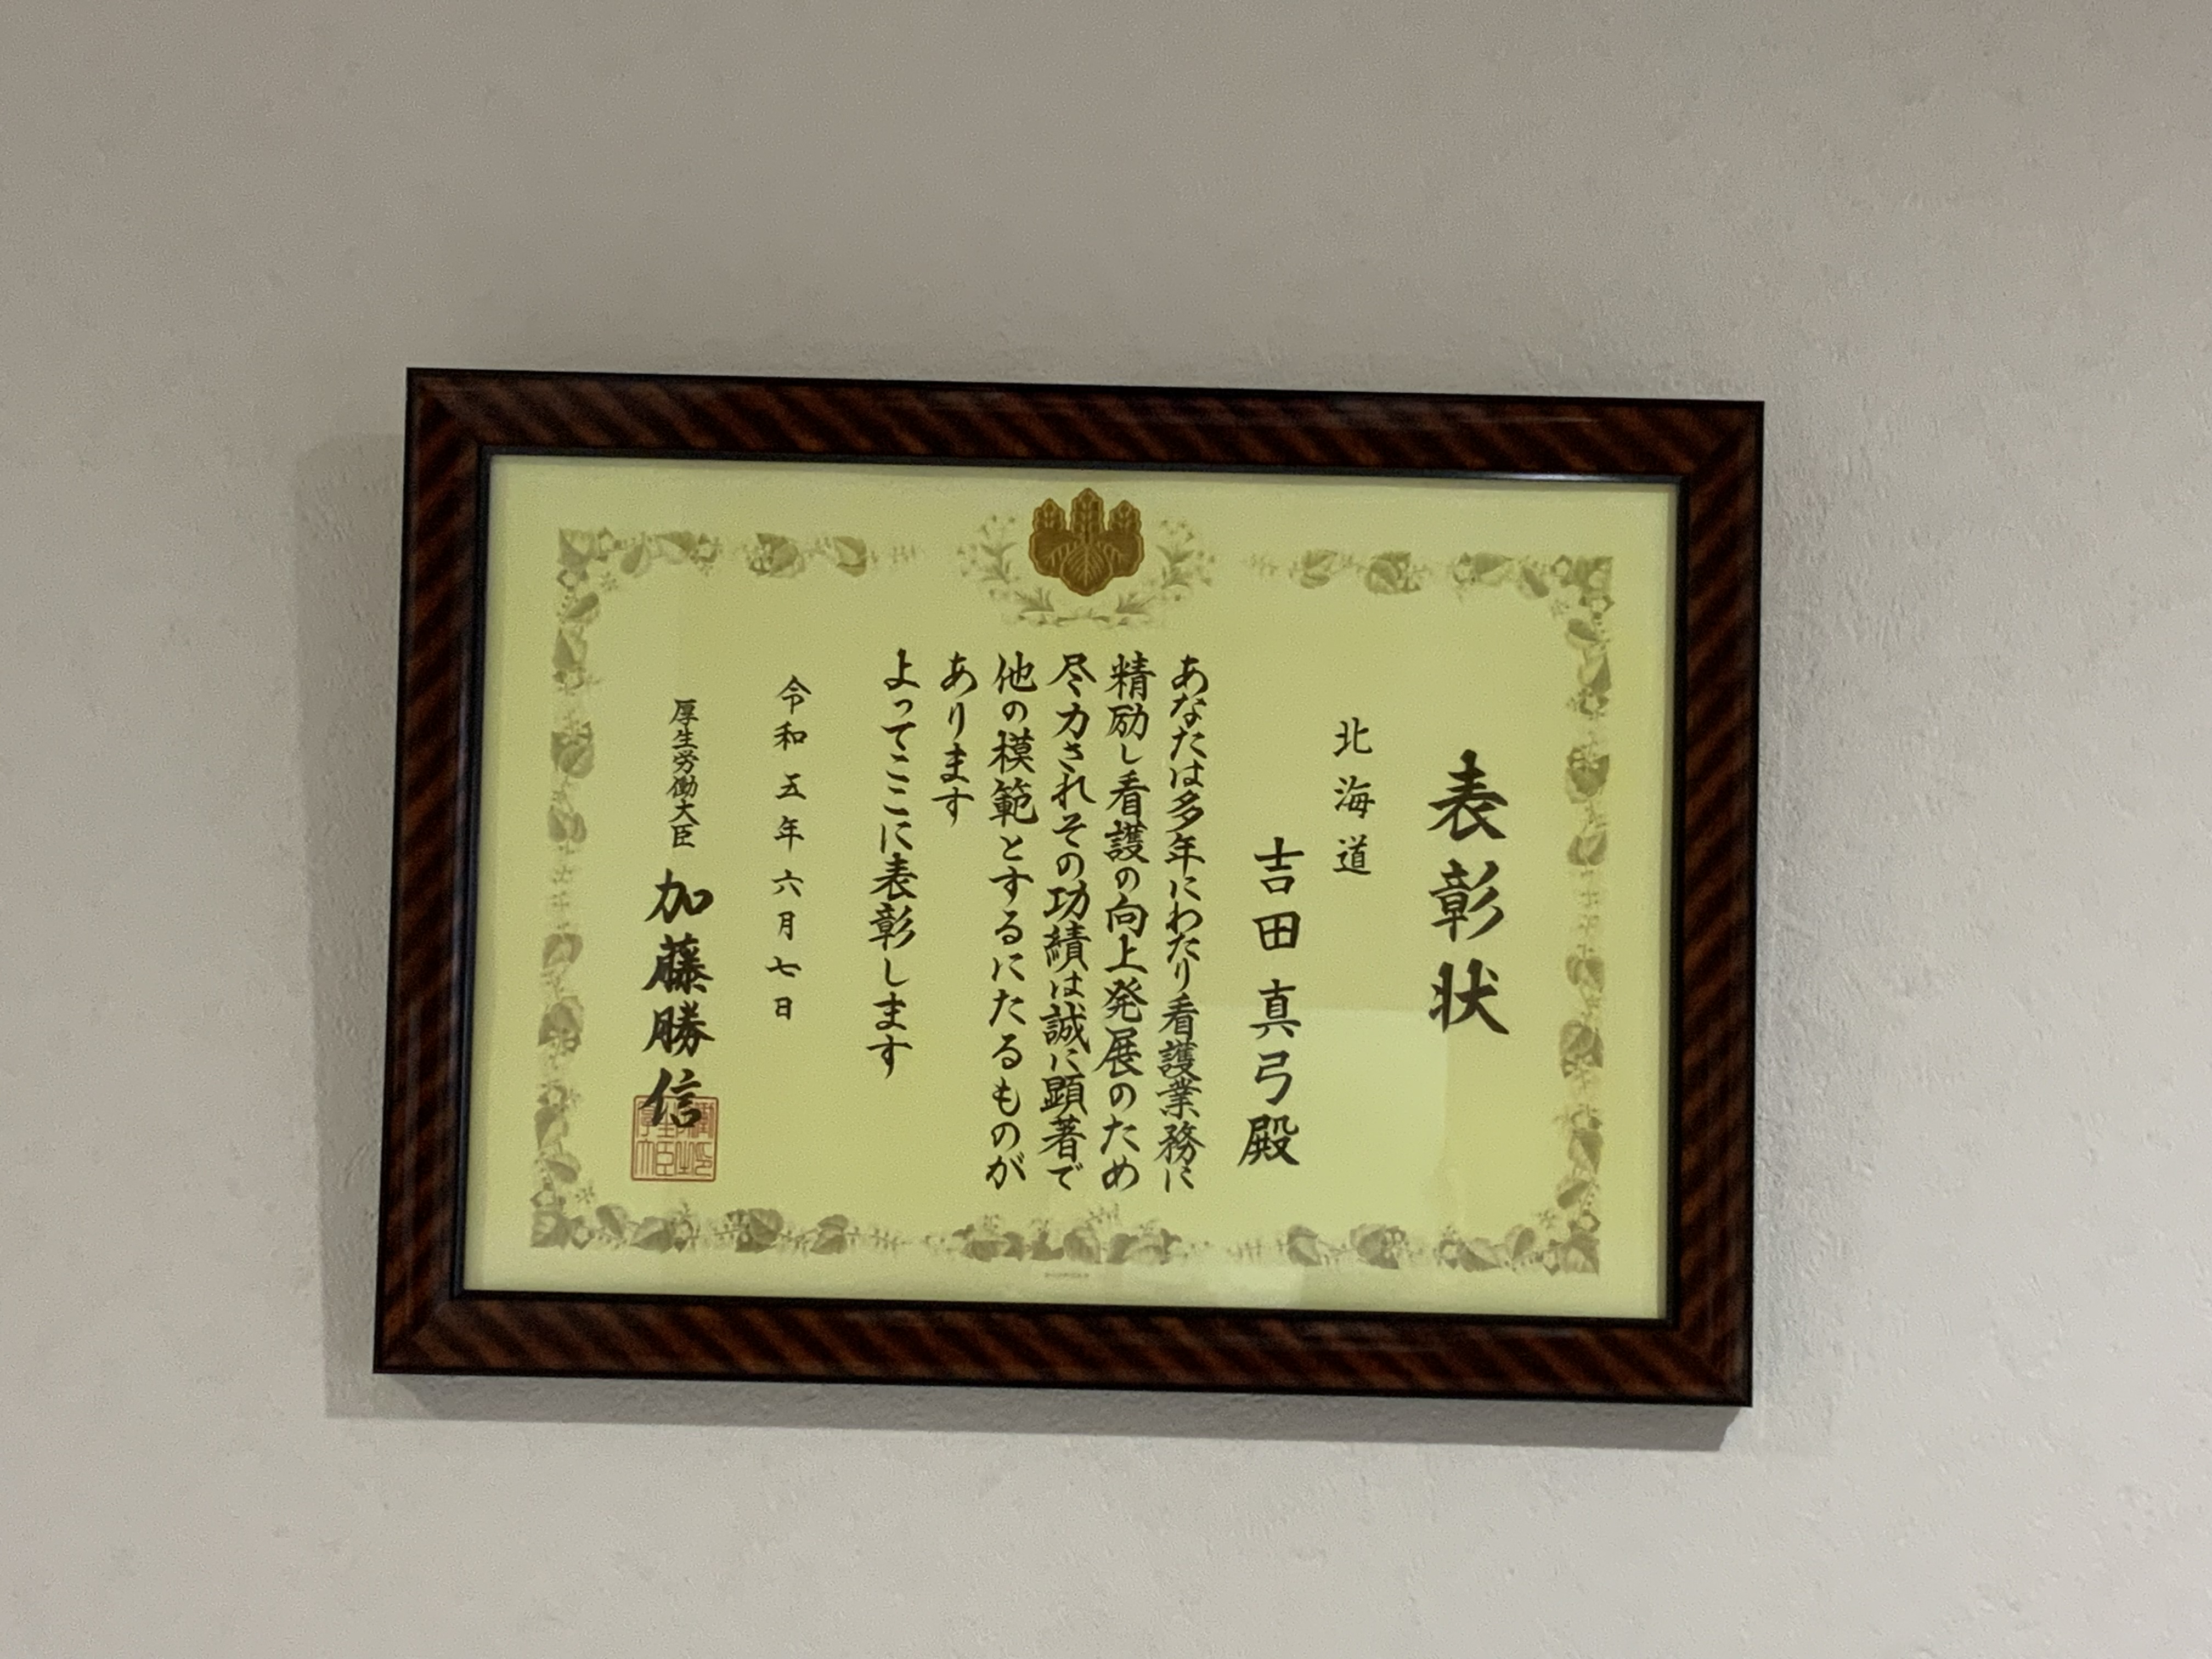 表彰状
北海道
吉田真弓殿
あなたは多年にわたり看護業務に
精励し看護の向上発展のため
尽力されその功績は誠に顕著で
他の模範とするにたるものが
あります
よってここに表彰します
令和五年六月七日
厚生労働大臣 加藤勝信